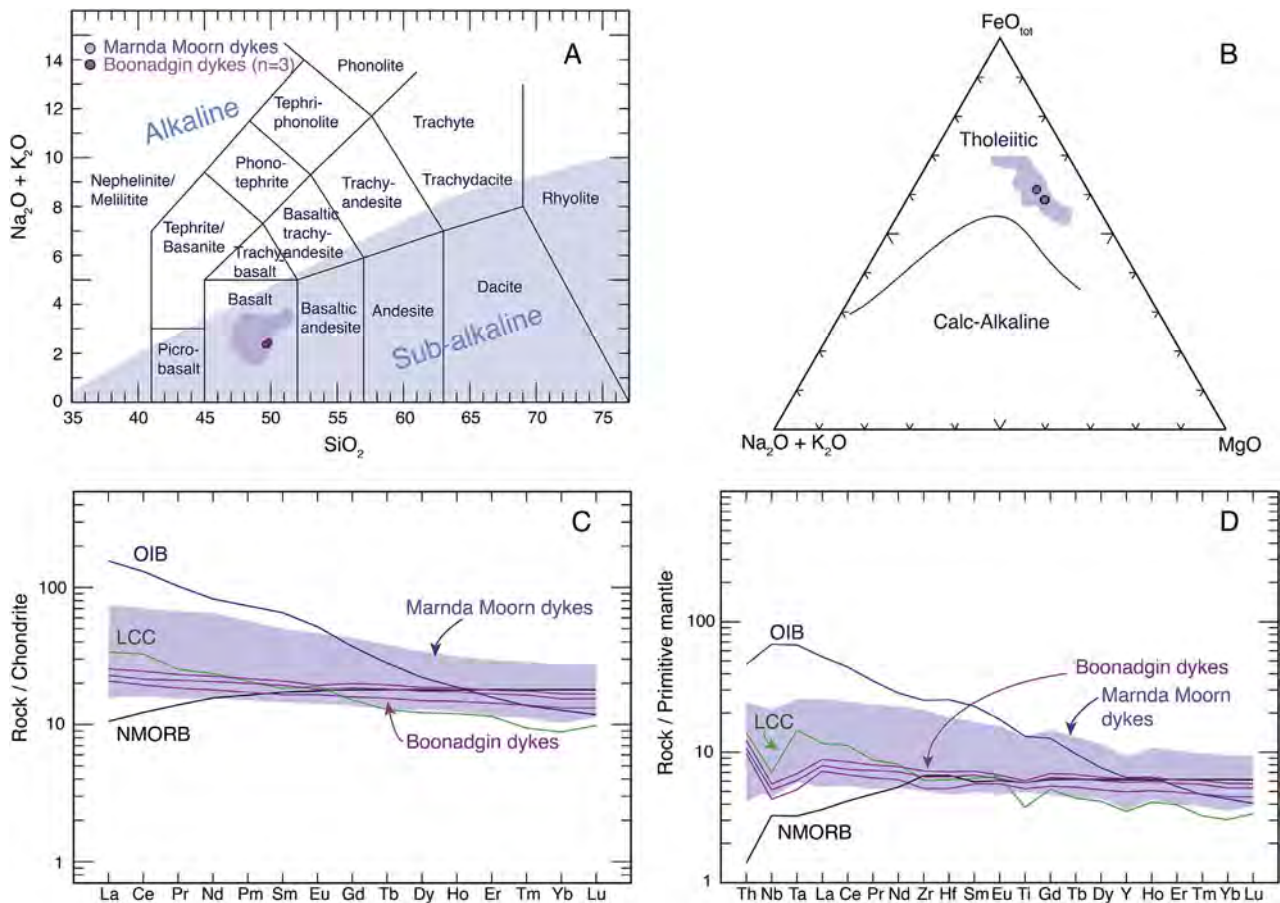 A
Marnda Moorn dykes
Boonadgin dykes (n=3)
Alkaline
Phonolite
Tephri-
phonolite
Trachyte
Nephelinite/
Melilitite
Phono-
tephrite
Trachy-
andesite
Trachydacite
Rhyolite
Tephrite/
Basanite
Basaltic
trachy-
andesite
Trachy-
basalt
Basalt
Basaltic
andesite
Andesite
Dacite
Picro-
basalt
Sub-alkaline
Na₂O + K₂O
14
12
10
8
6
4
2
0
35 40 45 50 55 60 65 70 75
SiO₂
B
FeOₜₒₜ
Tholeiitic
Calc-Alkaline
Na₂O + K₂O
MgO
C
Rock / Chondrite
100
10
1
OIB
Marnda Moorn dykes
LCC
NMORB
Boonadgin dykes
La Ce Pr Nd Pm Sm Eu Gd Tb Dy Ho Er Tm Yb Lu
D
Rock / Primitive mantle
100
10
1
OIB
Boonadgin dykes
Marnda Moorn
dykes
LCC
NMORB
Th Nb Ta La Ce Pr Nd Zr Hf Sm Eu Ti Gd Tb Dy Y Ho Er Tm Yb Lu